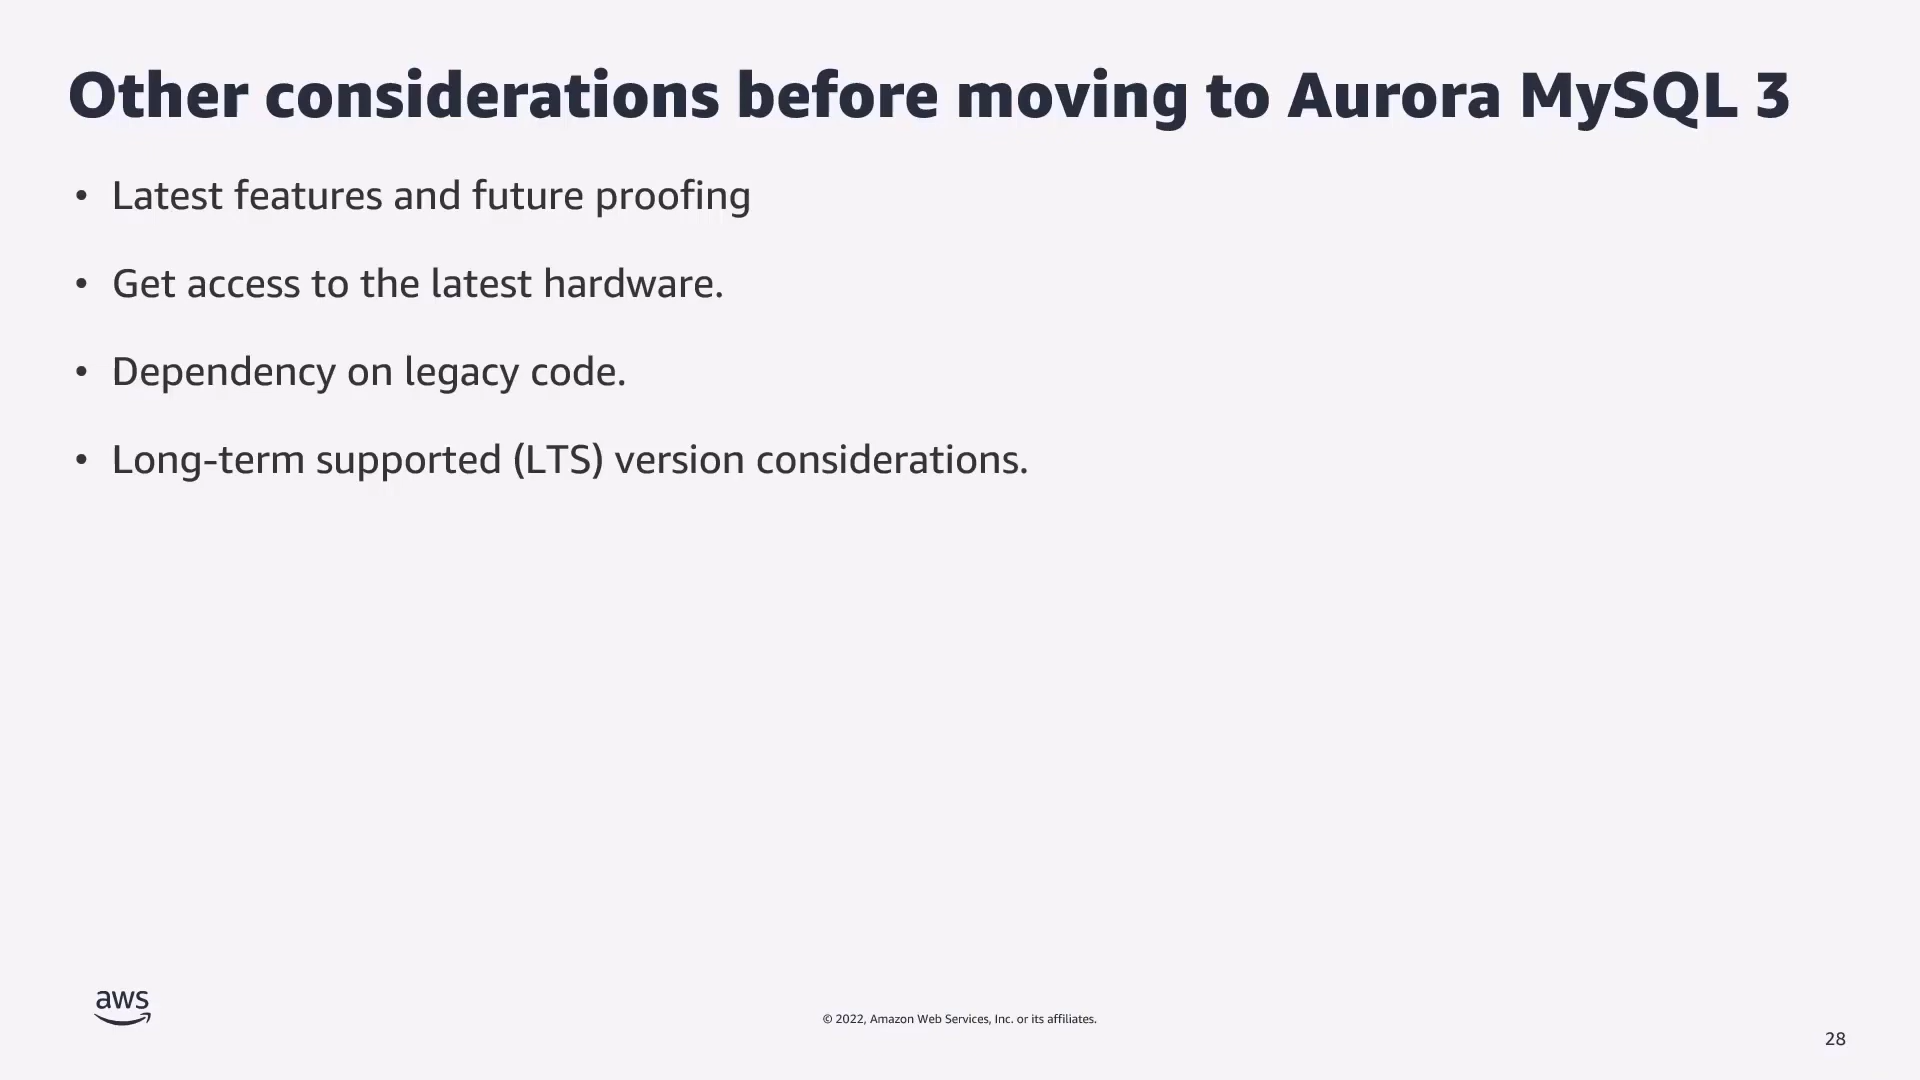 Other considerations before moving to Aurora MySQL 3
• Latest features and future proofing
• Get access to the latest hardware.
• Dependency on legacy code.
• Long-term supported (LTS) version considerations.
aws
© 2022, Amazon Web Services, Inc. or its affiliates.
28